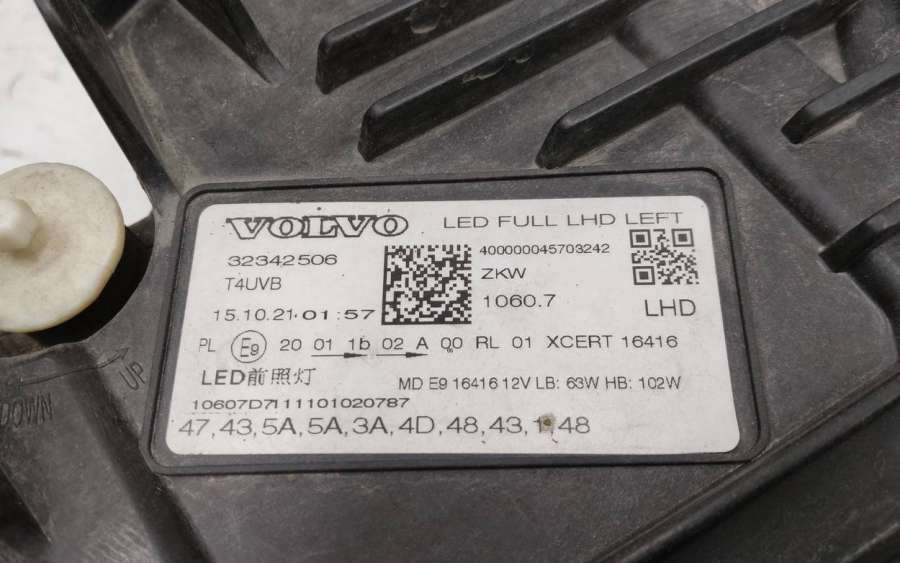 VOLVO LED FULL LHD LEFT
32342506 400000045703242
T4UVB ZKW
15.10.21 01:57 1060.7 LHD
PL E9 20 01 1b 02 A 00 RL 01 XCERT 16416
LED前照灯 MD E9 16416 12V LB: 63W HB: 102W
10607D7111101020787
47,43,5A,5A,3A,4D,48,43,1,48
UP
DOWN